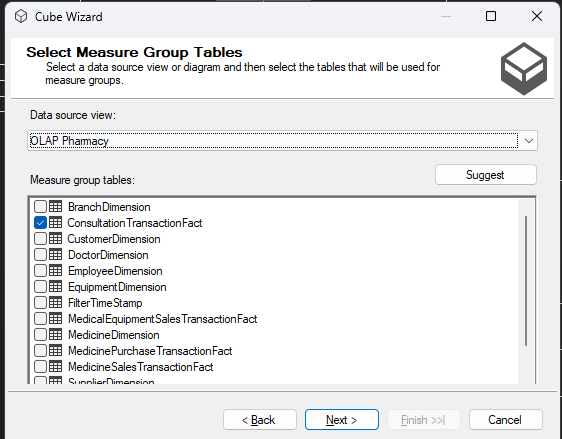 Cube Wizard
Select Measure Group Tables
Select a data source view or diagram and then select the tables that will be used for
measure groups.
Data source view:
OLAP Pharmacy
Measure group tables:
Suggest
BranchDimension
ConsultationTransactionFact
CustomerDimension
DoctorDimension
EmployeeDimension
EquipmentDimension
FilterTimeStamp
MedicalEquipmentSalesTransactionFact
MedicineDimension
MedicinePurchaseTransactionFact
MedicineSalesTransactionFact
SupplierDimension
< Back
Next >
Finish >>|
Cancel